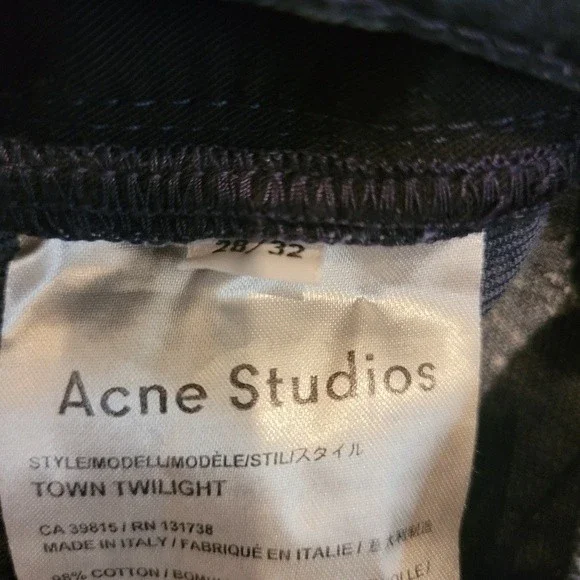 28/32
Acne Studios
STYLE/MODELL/MODÈLE/STIL/スタイル
TOWN TWILIGHT
CA 39815 / RN 131738
MADE IN ITALY / FABRIQUÉ EN ITALIE /
98% COTTON /